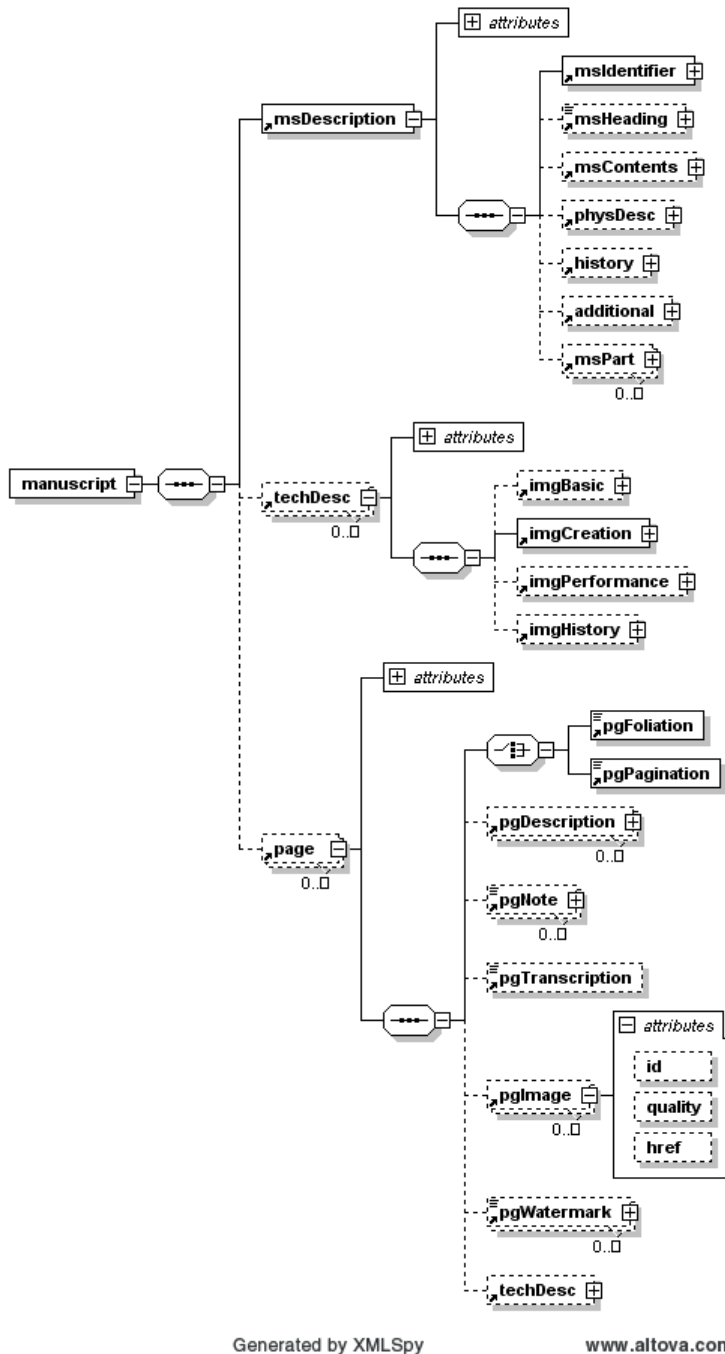 attributes
msIdentifier
msHeading
msDescription
msContents
physDesc
history
additional
msPart
0..
attributes
manuscript
techDesc
0..
imgBasic
imgCreation
imgPerformance
imgHistory
attributes
pgFoliation
pgPagination
page
0..
pgDescription
0..
pgNote
0..
pgTranscription
attributes
id
pgImage
quality
0..
href
pgWatermark
0..
techDesc
Generated by XMLSpy www.altova.com